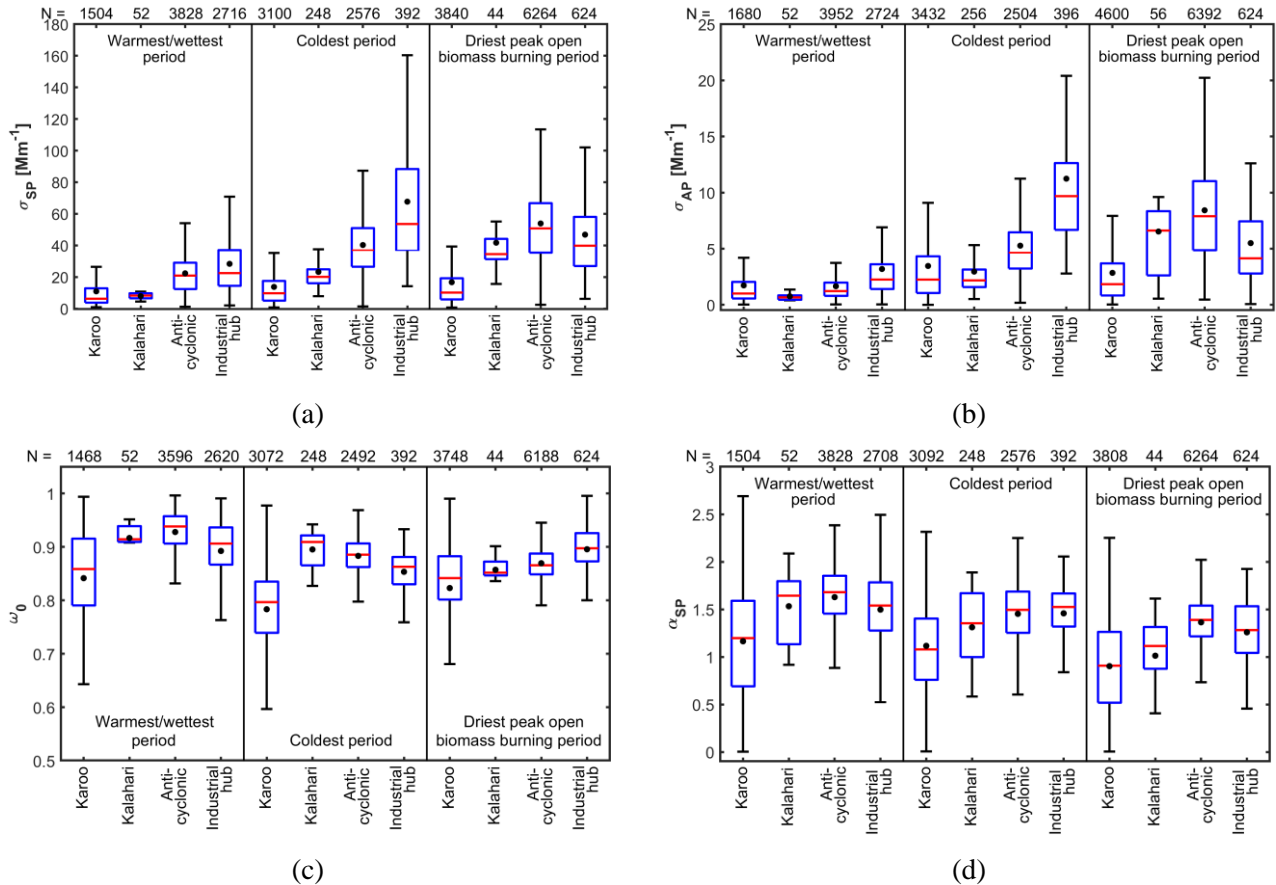 N = 1504 52 3828 2716 3100 248 2576 392 3840 44 6264 624
180
160
140
120
100
80
60
40
20
0
σSP [Mm-1]
Warmest/wettest
period
Coldest period
Driest peak open
biomass burning period
Karoo
Kalahari
Anti-
cyclonic
Industrial
hub
Karoo
Kalahari
Anti-
cyclonic
Industrial
hub
Karoo
Kalahari
Anti-
cyclonic
Industrial
hub
(a)
N = 1680 52 3952 2724 3432 256 2504 396 4600 56 6392 624
25
20
15
10
5
0
σAP [Mm-1]
Warmest/wettest
period
Coldest period
Driest peak open
biomass burning period
Karoo
Kalahari
Anti-
cyclonic
Industrial
hub
Karoo
Kalahari
Anti-
cyclonic
Industrial
hub
Karoo
Kalahari
Anti-
cyclonic
Industrial
hub
(b)
N = 1468 52 3596 2620 3072 248 2492 392 3748 44 6188 624
1
0.9
0.8
0.7
0.6
0.5
ω0
Warmest/wettest
period
Coldest period
Driest peak open
biomass burning period
Karoo
Kalahari
Anti-
cyclonic
Industrial
hub
Karoo
Kalahari
Anti-
cyclonic
Industrial
hub
Karoo
Kalahari
Anti-
cyclonic
Industrial
hub
(c)
N = 1504 52 3828 2708 3092 248 2576 392 3808 44 6264 624
3
2.5
2
1.5
1
0.5
0
αSP
Warmest/wettest
period
Coldest period
Driest peak open
biomass burning period
Karoo
Kalahari
Anti-
cyclonic
Industrial
hub
Karoo
Kalahari
Anti-
cyclonic
Industrial
hub
Karoo
Kalahari
Anti-
cyclonic
Industrial
hub
(d)